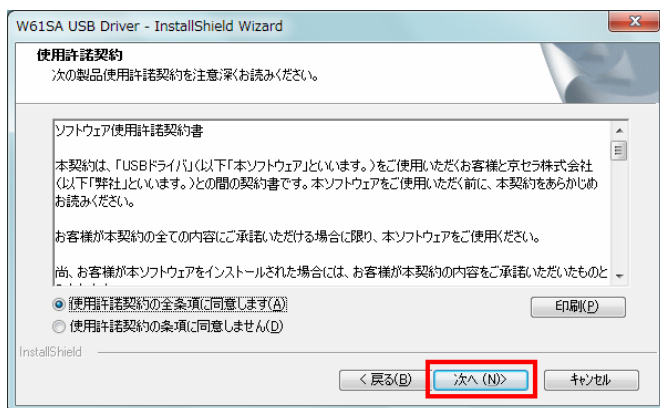 W61SA USB Driver - InstallShield Wizard
使用許諾契約
次の製品使用許諾契約を注意深くお読みください。
ソフトウェア使用許諾契約書
本契約は、「USBドライバ」(以下「本ソフトウェア」といいます。)をご使用いただくお客様と京セラ株式会社
(以下「弊社」といいます。)との間の契約書です。本ソフトウェアをご使用いただく前に、本契約をあらかじめ
お読みください。
お客様が本契約の全ての内容にご承諾いただける場合に限り、本ソフトウェアをご使用ください。
尚、お客様が本ソフトウェアをインストールされた場合には、お客様が本契約の内容をご承諾いただいたものと
使用許諾契約の全条項に同意します(A)
印刷(P)
使用許諾契約の条項に同意しません(D)
InstallShield
< 戻る(B)
次へ (N)>
キャンセル